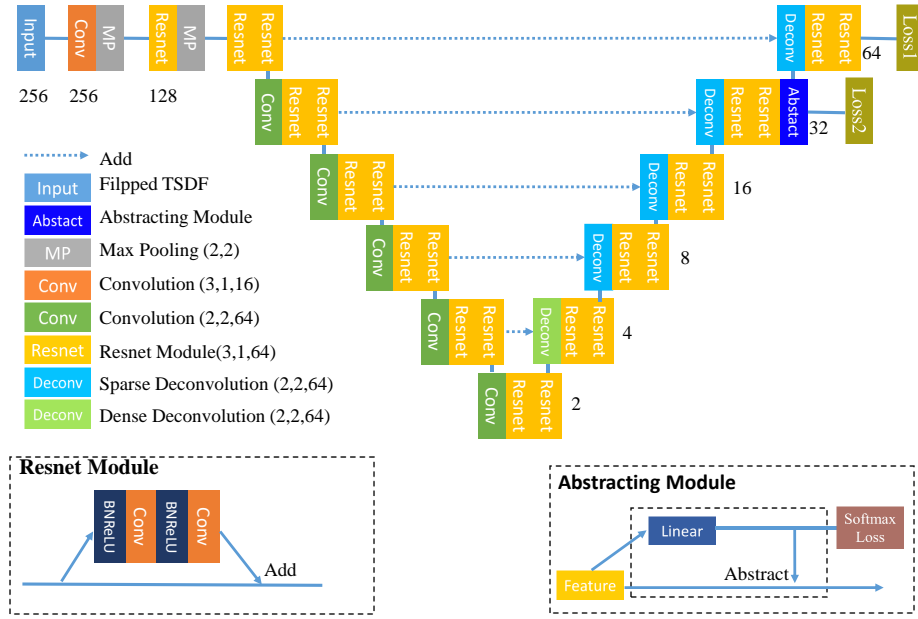 Input
Conv
MP
Resnet
MP
Resnet
Resnet
Deconv
Resnet
Resnet
64
Loss1
256
256
128
Conv
Resnet
Resnet
Deconv
Resnet
Resnet
Abstact
32
Loss2
Conv
Resnet
Resnet
Deconv
Resnet
Resnet
16
Conv
Resnet
Resnet
Deconv
Resnet
Resnet
8
Conv
Resnet
Resnet
Deconv
Resnet
Resnet
4
Conv
Resnet
Resnet
2
Add
Input Filpped TSDF
Abstact Abstracting Module
MP Max Pooling (2,2)
Conv Convolution (3,1,16)
Conv Convolution (2,2,64)
Resnet Resnet Module(3,1,64)
Deconv Sparse Deconvolution (2,2,64)
Deconv Dense Deconvolution (2,2,64)
Resnet Module
BNReLU
Conv
BNReLU
Conv
Add
Abstracting Module
Linear
Softmax
Loss
Abstract
Feature